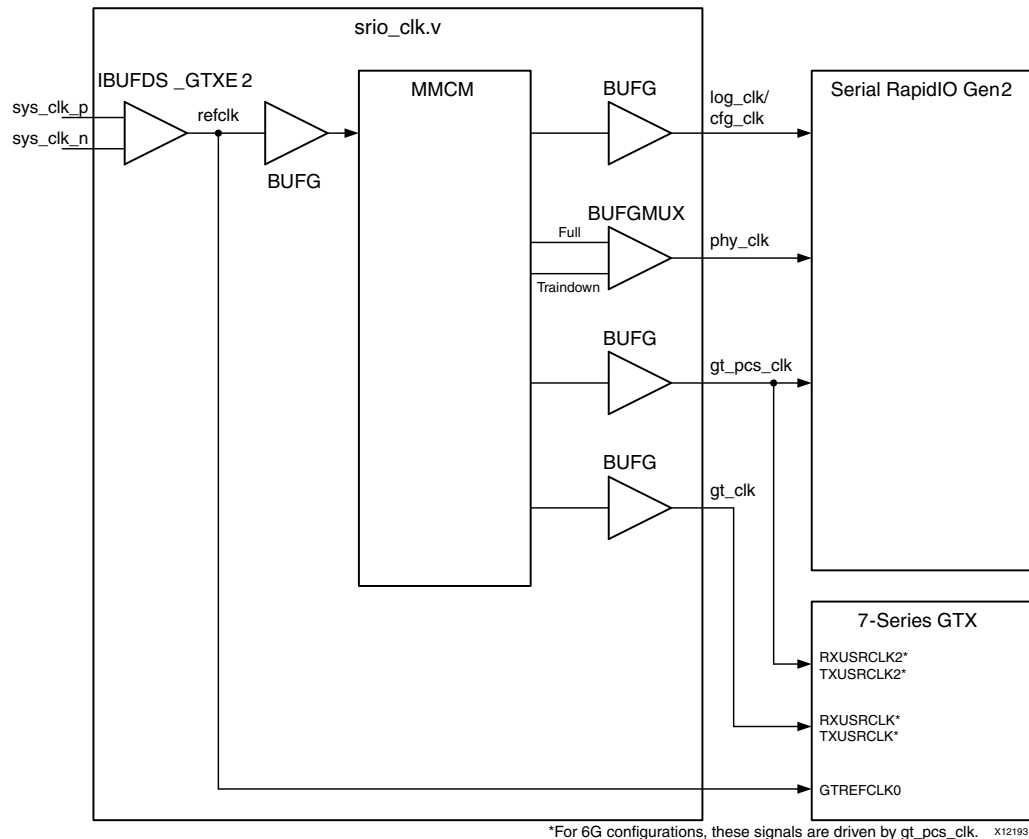 srio_clk.v
IBUFDS _GTXE 2
MMCM
BUFG
log_clk/
cfg_clk
Serial RapidIO Gen2
sys_clk_p
sys_clk_n
refclk
BUFG
BUFGMUX
Full
Traindown
phy_clk
BUFG
gt_pcs_clk
BUFG
gt_clk
7-Series GTX
RXUSRCLK2*
TXUSRCLK2*
RXUSRCLK*
TXUSRCLK*
GTREFCLK0
*For 6G configurations, these signals are driven by gt_pcs_clk. X12193